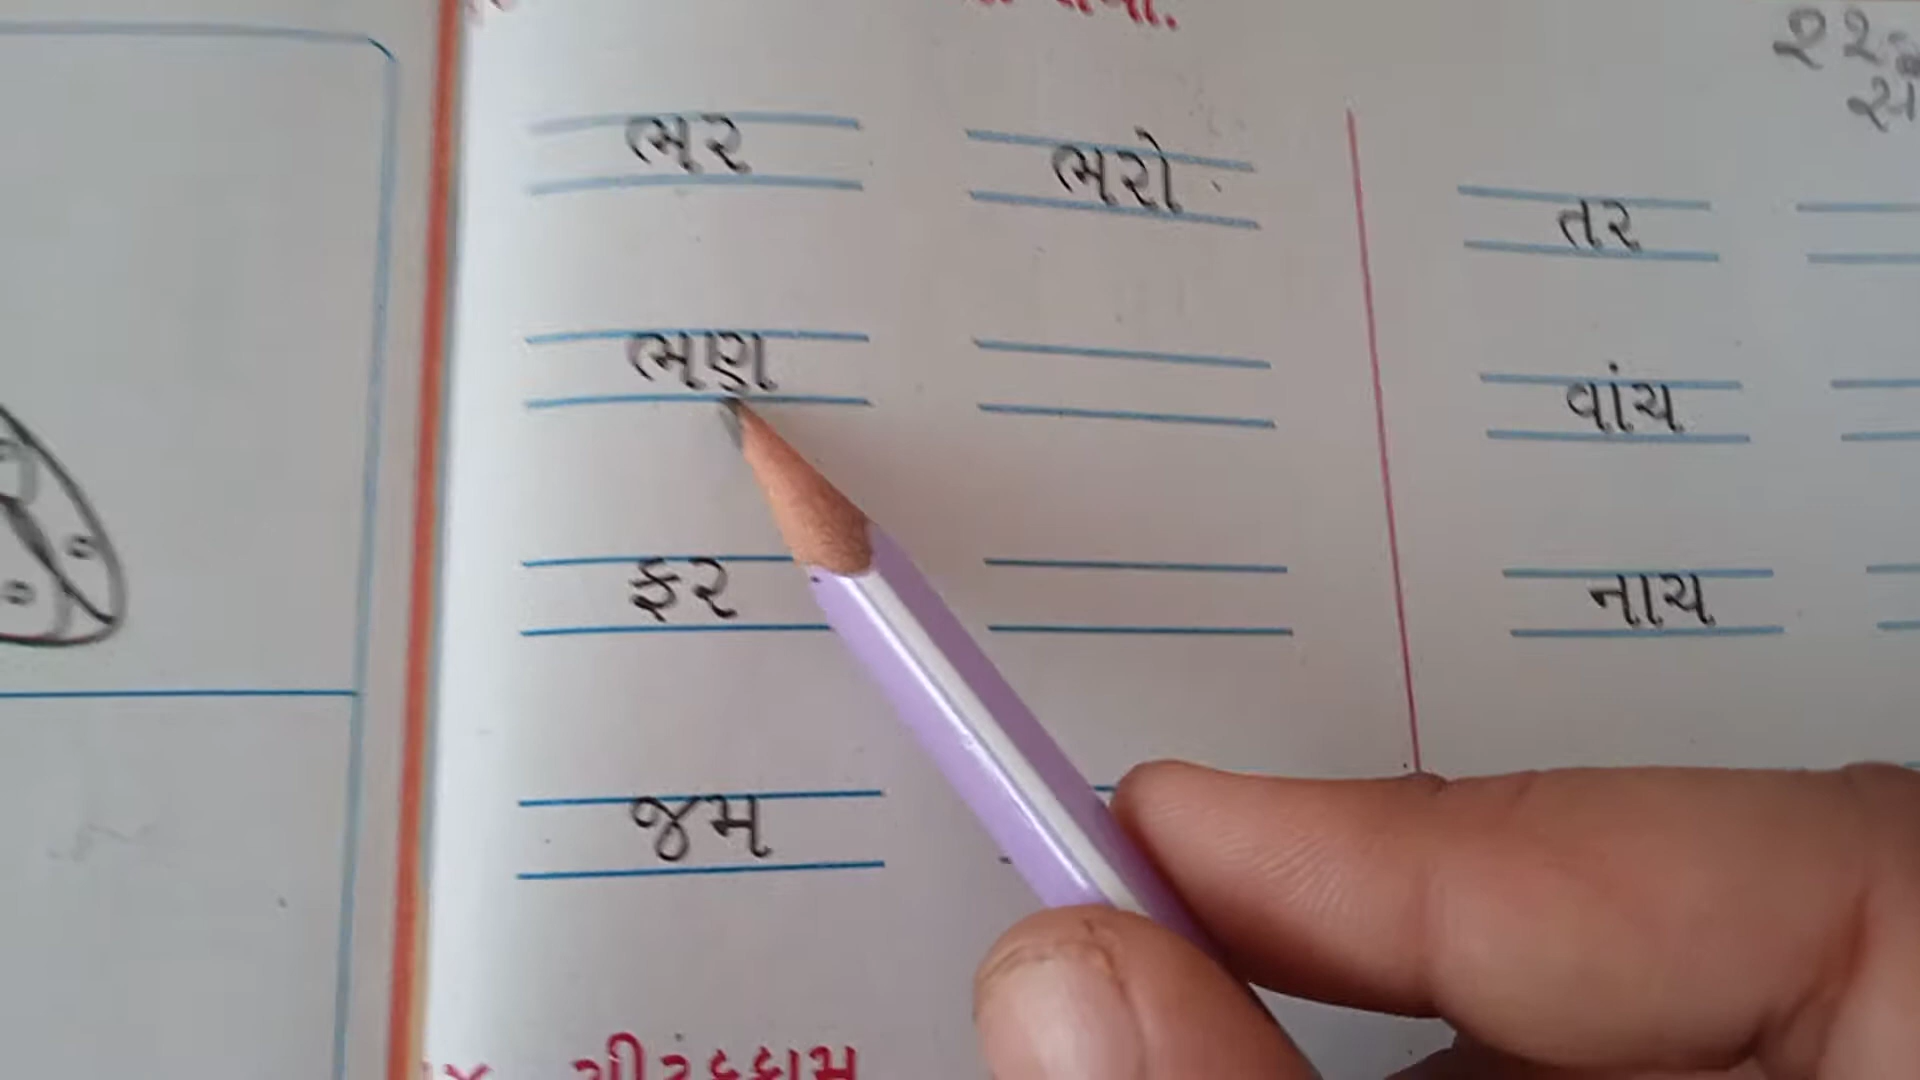 ભર ભરો તર
ભણ વાંચ
ફર નાચ
જમ